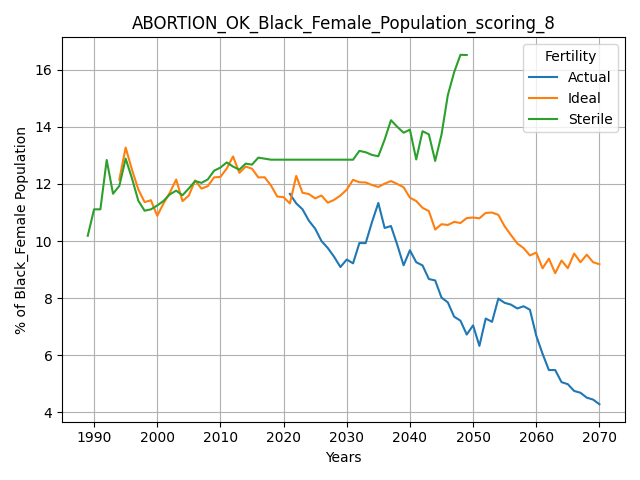 ABORTION_OK_Black_Female_Population_scoring_8
Fertility
Actual
Ideal
Sterile
% of Black_Female Population
16
14
12
10
8
6
4
1990 2000 2010 2020 2030 2040 2050 2060 2070
Years